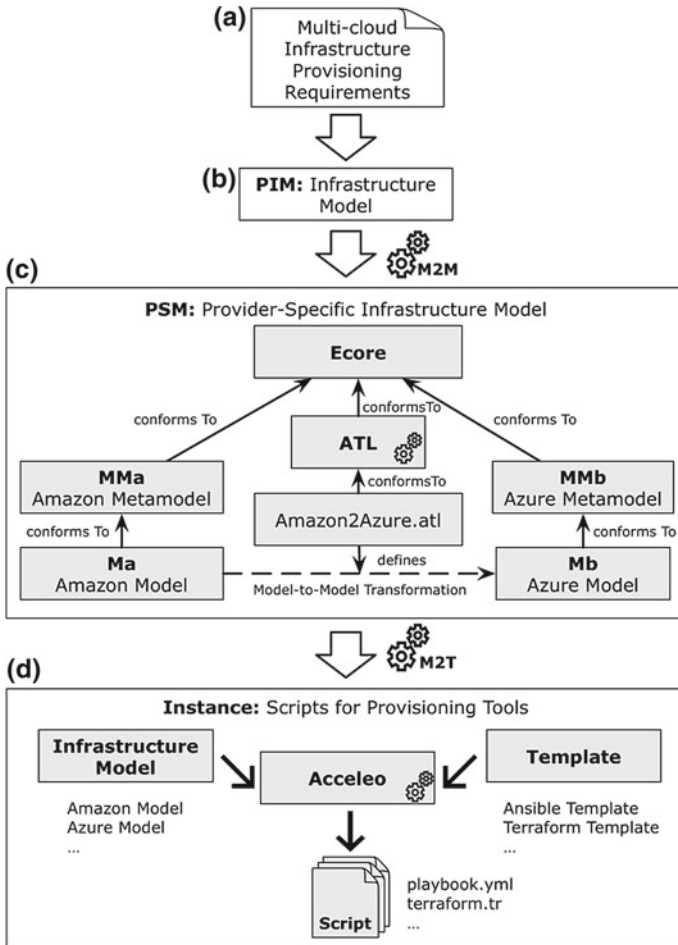 (a)
Multi-cloud
Infrastructure
Provisioning
Requirements
(b)
PIM: Infrastructure
Model
M2M
(c)
PSM: Provider-Specific Infrastructure Model
Ecore
conforms To
conformsTo
conforms To
ATL
MMa
Amazon Metamodel
conformsTo
MMb
Azure Metamodel
Amazon2Azure.atl
conforms To
conforms To
Ma
Amazon Model
defines
Model-to-Model Transformation
Mb
Azure Model
M2T
(d)
Instance: Scripts for Provisioning Tools
Infrastructure
Model
Acceleo
Template
Amazon Model
Azure Model
...
Ansible Template
Terraform Template
...
Script
playbook.yml
terraform.tr
...